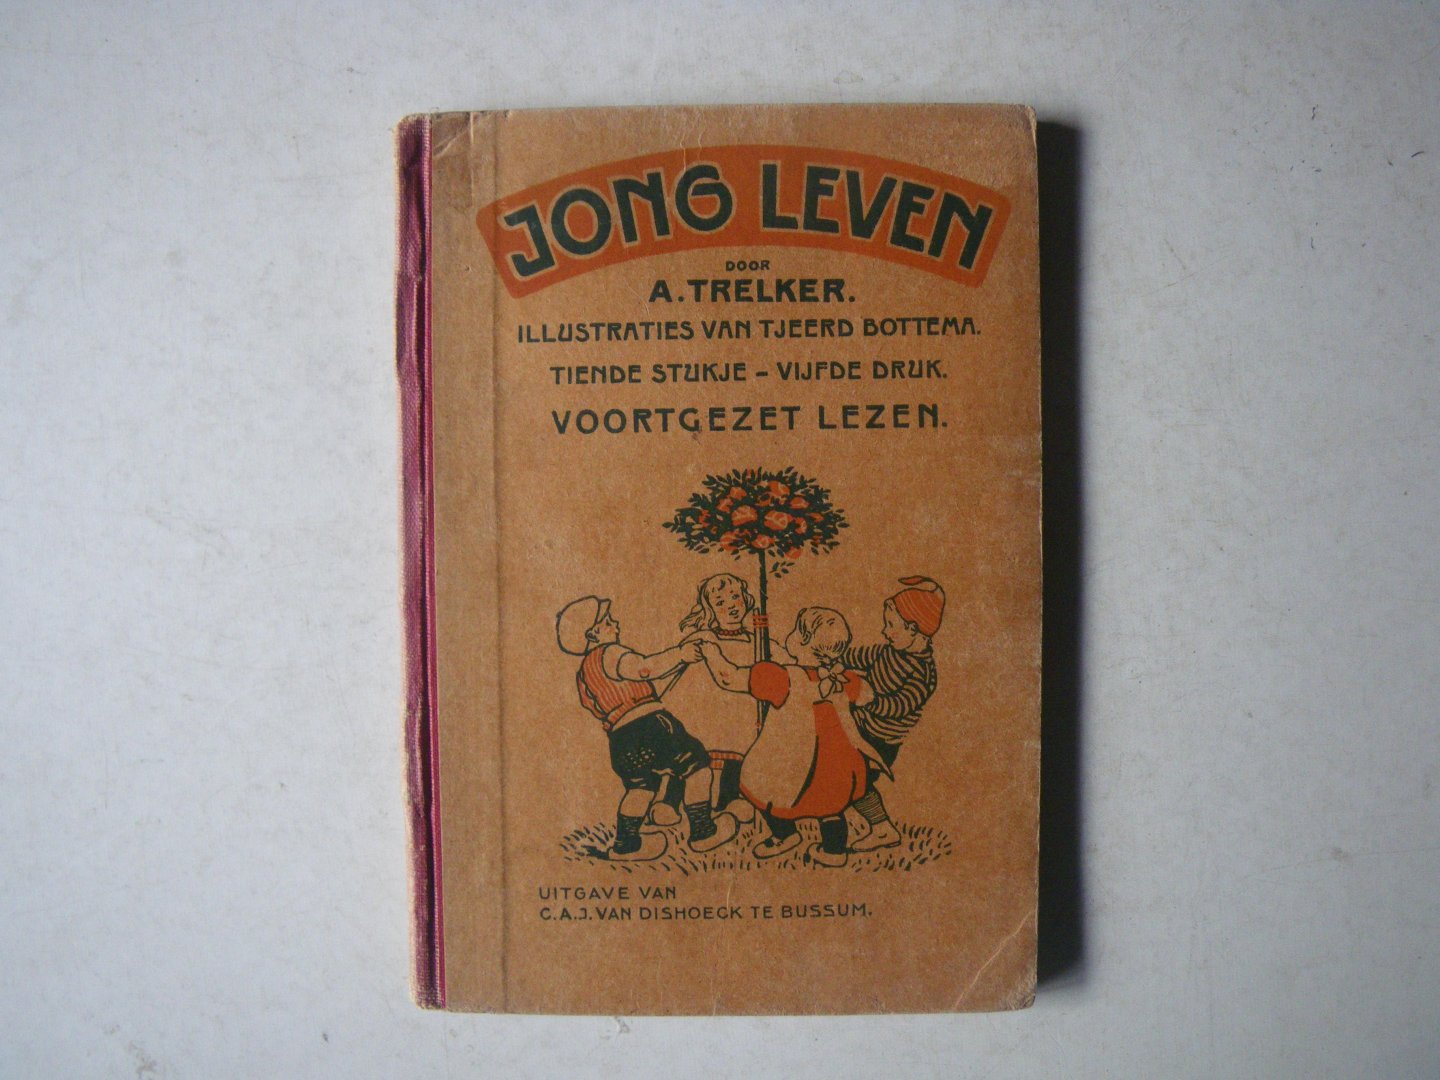 JONG LEVEN
DOOR
A. TRELKER.
ILLUSTRATIES VAN TJEERD BOTTEMA.
TIENDE STUKJE - VIJFDE DRUK.
VOORTGEZET LEZEN.
UITGAVE VAN
C.A.J. VAN DISHOECK TE BUSSUM.